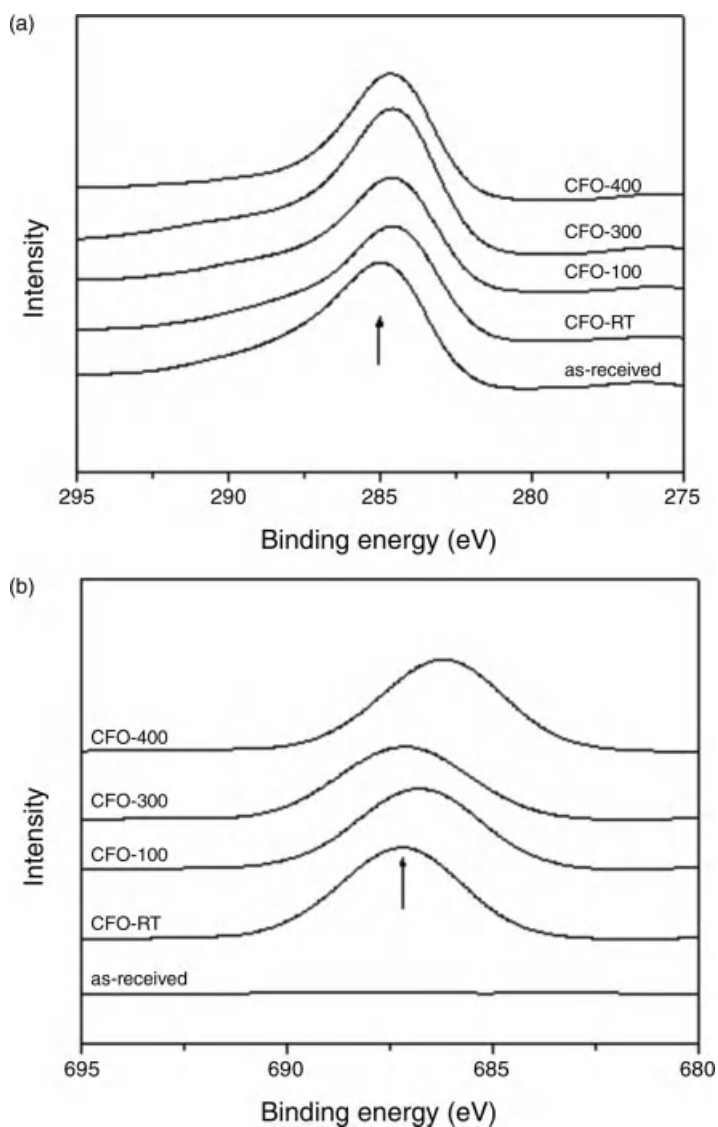 (a)
Intensity
CFO-400
CFO-300
CFO-100
CFO-RT
as-received
295 290 285 280 275
Binding energy (eV)
(b)
Intensity
CFO-400
CFO-300
CFO-100
CFO-RT
as-received
695 690 685 680
Binding energy (eV)